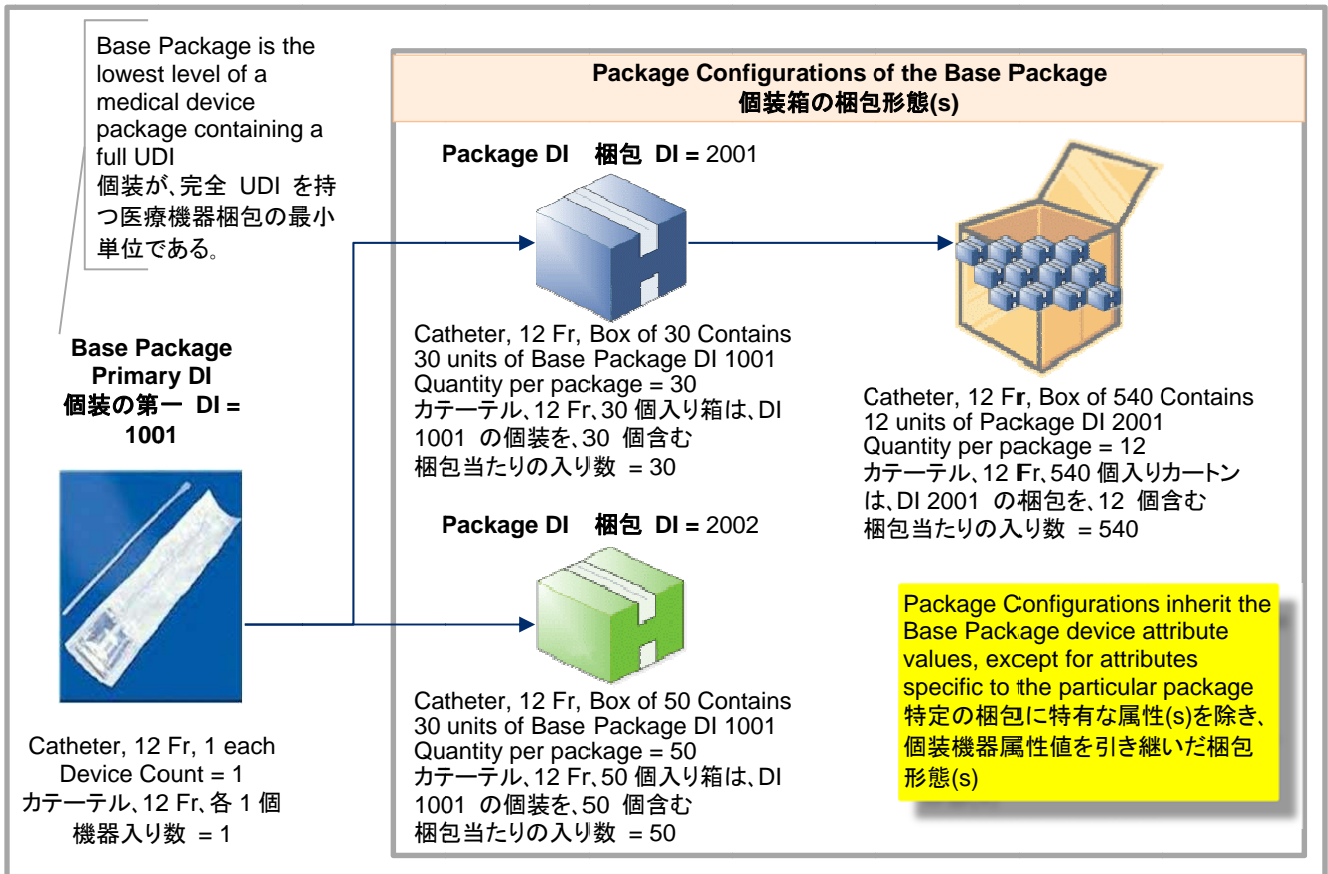 Base Package is the
lowest level of a
medical device
package containing a
full UDI
個装が、完全 UDI を持
つ医療機器梱包の最小
単位である。
Base Package
Primary DI
個装の第一 DI =
1001
Catheter, 12 Fr, 1 each
Device Count = 1
カテーテル、12 Fr、各 1 個
機器入り数 = 1
Package Configurations of the Base Package
個装箱の梱包形態(s)
Package DI 梱包 DI = 2001
Catheter, 12 Fr, Box of 30 Contains
30 units of Base Package DI 1001
Quantity per package = 30
カテーテル、12 Fr、30 個入り箱は、DI
1001 の個装を、30 個含む
梱包当たりの入り数 = 30
Catheter, 12 Fr, Box of 540 Contains
12 units of Package DI 2001
Quantity per package = 12
カテーテル、12 Fr、540 個入りカートン
は、DI 2001 の梱包を、12 個含む
梱包当たりの入り数 = 540
Package DI 梱包 DI = 2002
Catheter, 12 Fr, Box of 50 Contains
30 units of Base Package DI 1001
Quantity per package = 50
カテーテル、12 Fr、50 個入り箱は、DI
1001 の個装を、50 個含む
梱包当たりの入り数 = 50
Package Configurations inherit the
Base Package device attribute
values, except for attributes
specific to the particular package
特定の梱包に特有な属性(s)を除き、
個装機器属性値を引き継いだ梱包
形態(s)